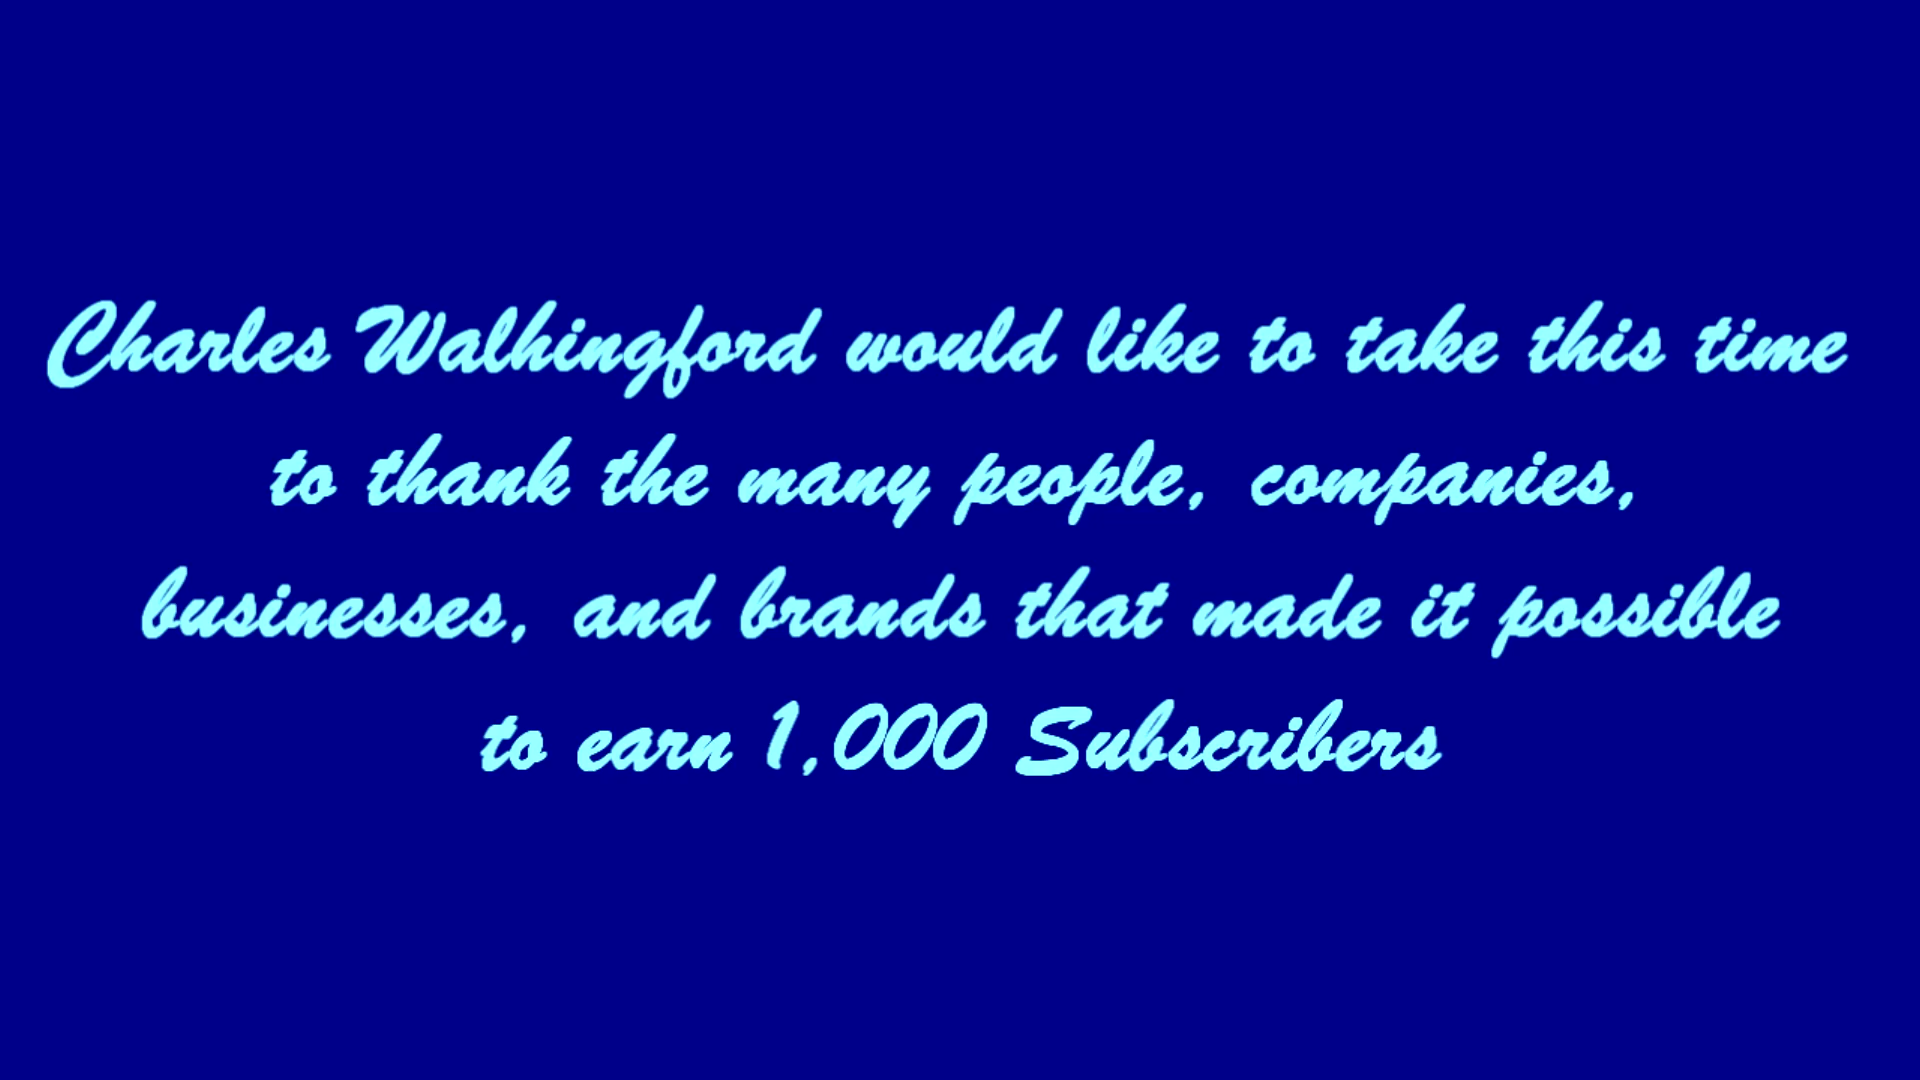 Charles Walhingford would like to take this time
to thank the many people, companies,
businesses, and brands that made it possible
to earn 1,000 Subscribers